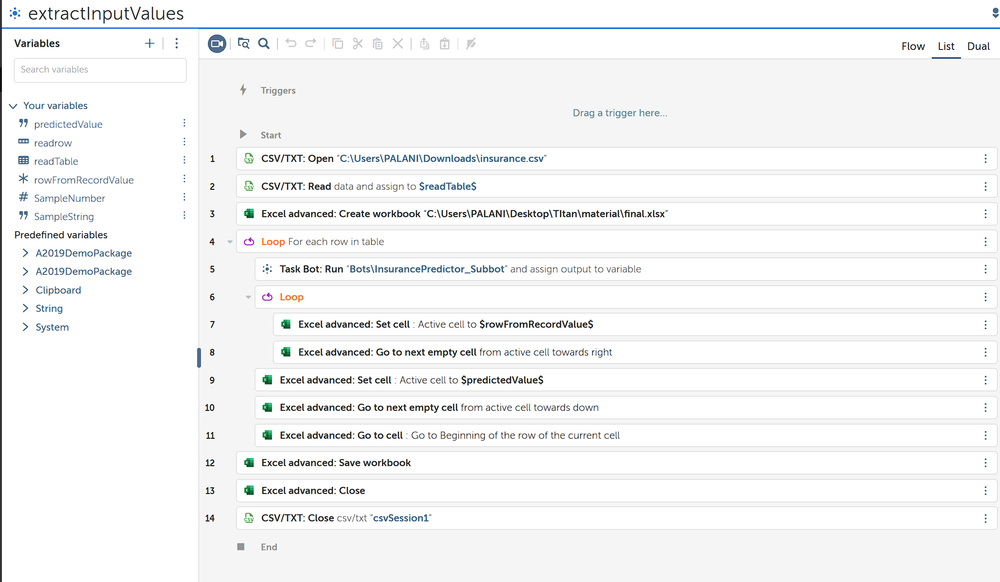 extractInputValues
Variables
Search variables
Your variables
predictedValue
readrow
readTable
rowFromRecordValue
SampleNumber
SampleString
Predefined variables
A2019DemoPackage
A2019DemoPackage
Clipboard
String
System
Flow List Dual
Triggers
Drag a trigger here...
Start
1 CSV/TXT: Open “C:\Users\PALANI\Downloads\insurance.csv”
2 CSV/TXT: Read data and assign to $readTable$
3 Excel advanced: Create workbook “C:\Users\PALANI\Desktop\TItan\material\final.xlsx”
4 Loop For each row in table
5 Task Bot: Run “Bots\InsurancePredictor_Subbot” and assign output to variable
6 Loop
7 Excel advanced: Set cell : Active cell to $rowFromRecordValue$
8 Excel advanced: Go to next empty cell from active cell towards right
9 Excel advanced: Set cell : Active cell to $predictedValue$
10 Excel advanced: Go to next empty cell from active cell towards down
11 Excel advanced: Go to cell : Go to Beginning of the row of the current cell
12 Excel advanced: Save workbook
13 Excel advanced: Close
14 CSV/TXT: Close csv/txt “csvSession1”
End